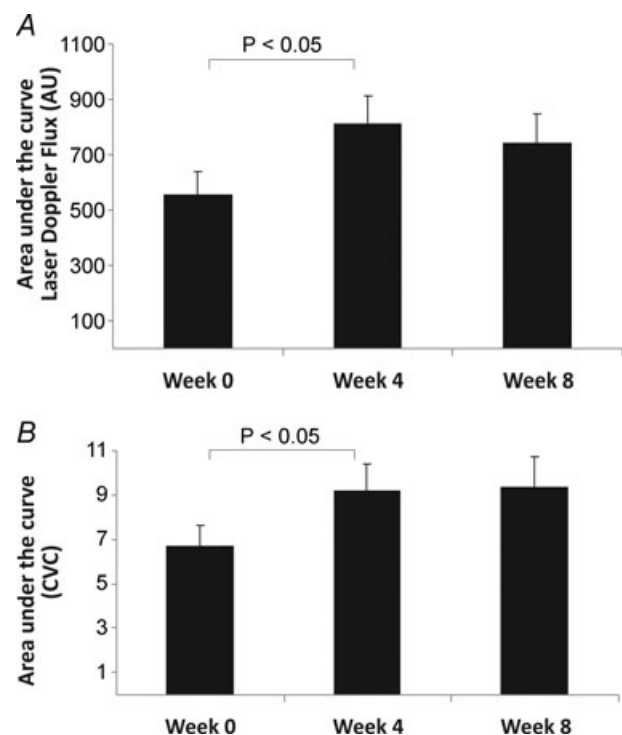 A
Area under the curve
Laser Doppler Flux (AU)
1100
900
700
500
300
100
P < 0.05
Week 0
Week 4
Week 8
B
Area under the curve
(CVC)
11
9
7
5
3
1
P < 0.05
Week 0
Week 4
Week 8